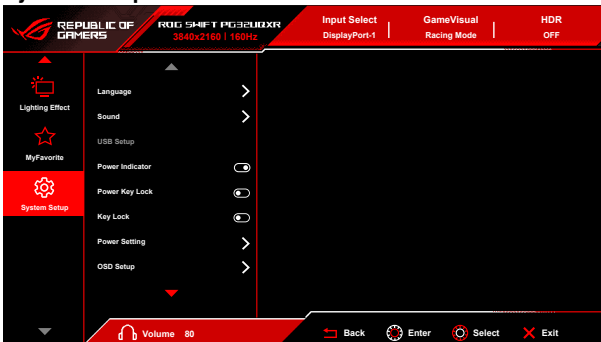 REPUBLIC OF
GAMERS
ROG SWIFT PG32UQXR
3840x2160 | 160Hz
Input Select
DisplayPort-1
GameVisual
Racing Mode
HDR
OFF
Lighting Effect
MyFavorite
System Setup
Language
Sound
USB Setup
Power Indicator
Power Key Lock
Key Lock
Power Setting
OSD Setup
Volume 80
Back
Enter
Select
Exit